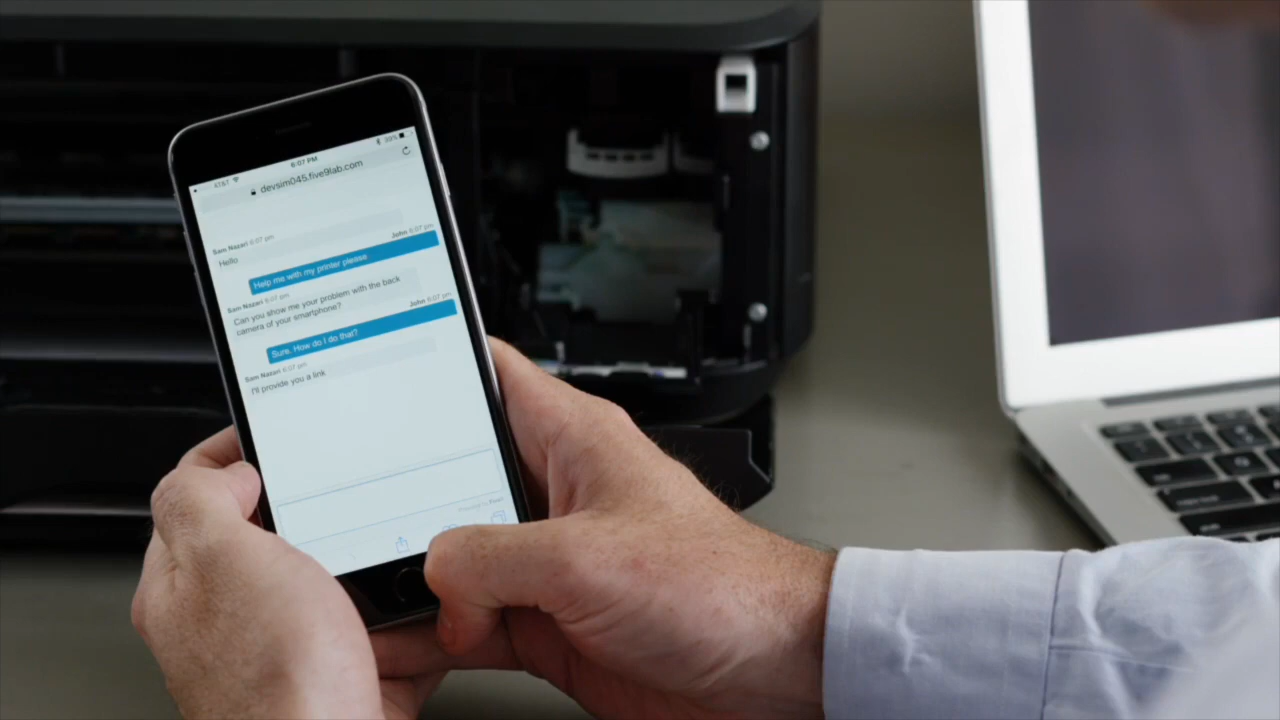 6:07 PM
AT&T
devsim045.five9lab.com
Sam Nazari 6:07 pm
Hello
John 6:07 pm
Help me with my printer please
Sam Nazari 6:07 pm
Can you show me your problem with the back
camera of your smartphone?
John 6:07 pm
Sure. How do I do that?
Sam Nazari 6:07 pm
I'll provide you a link